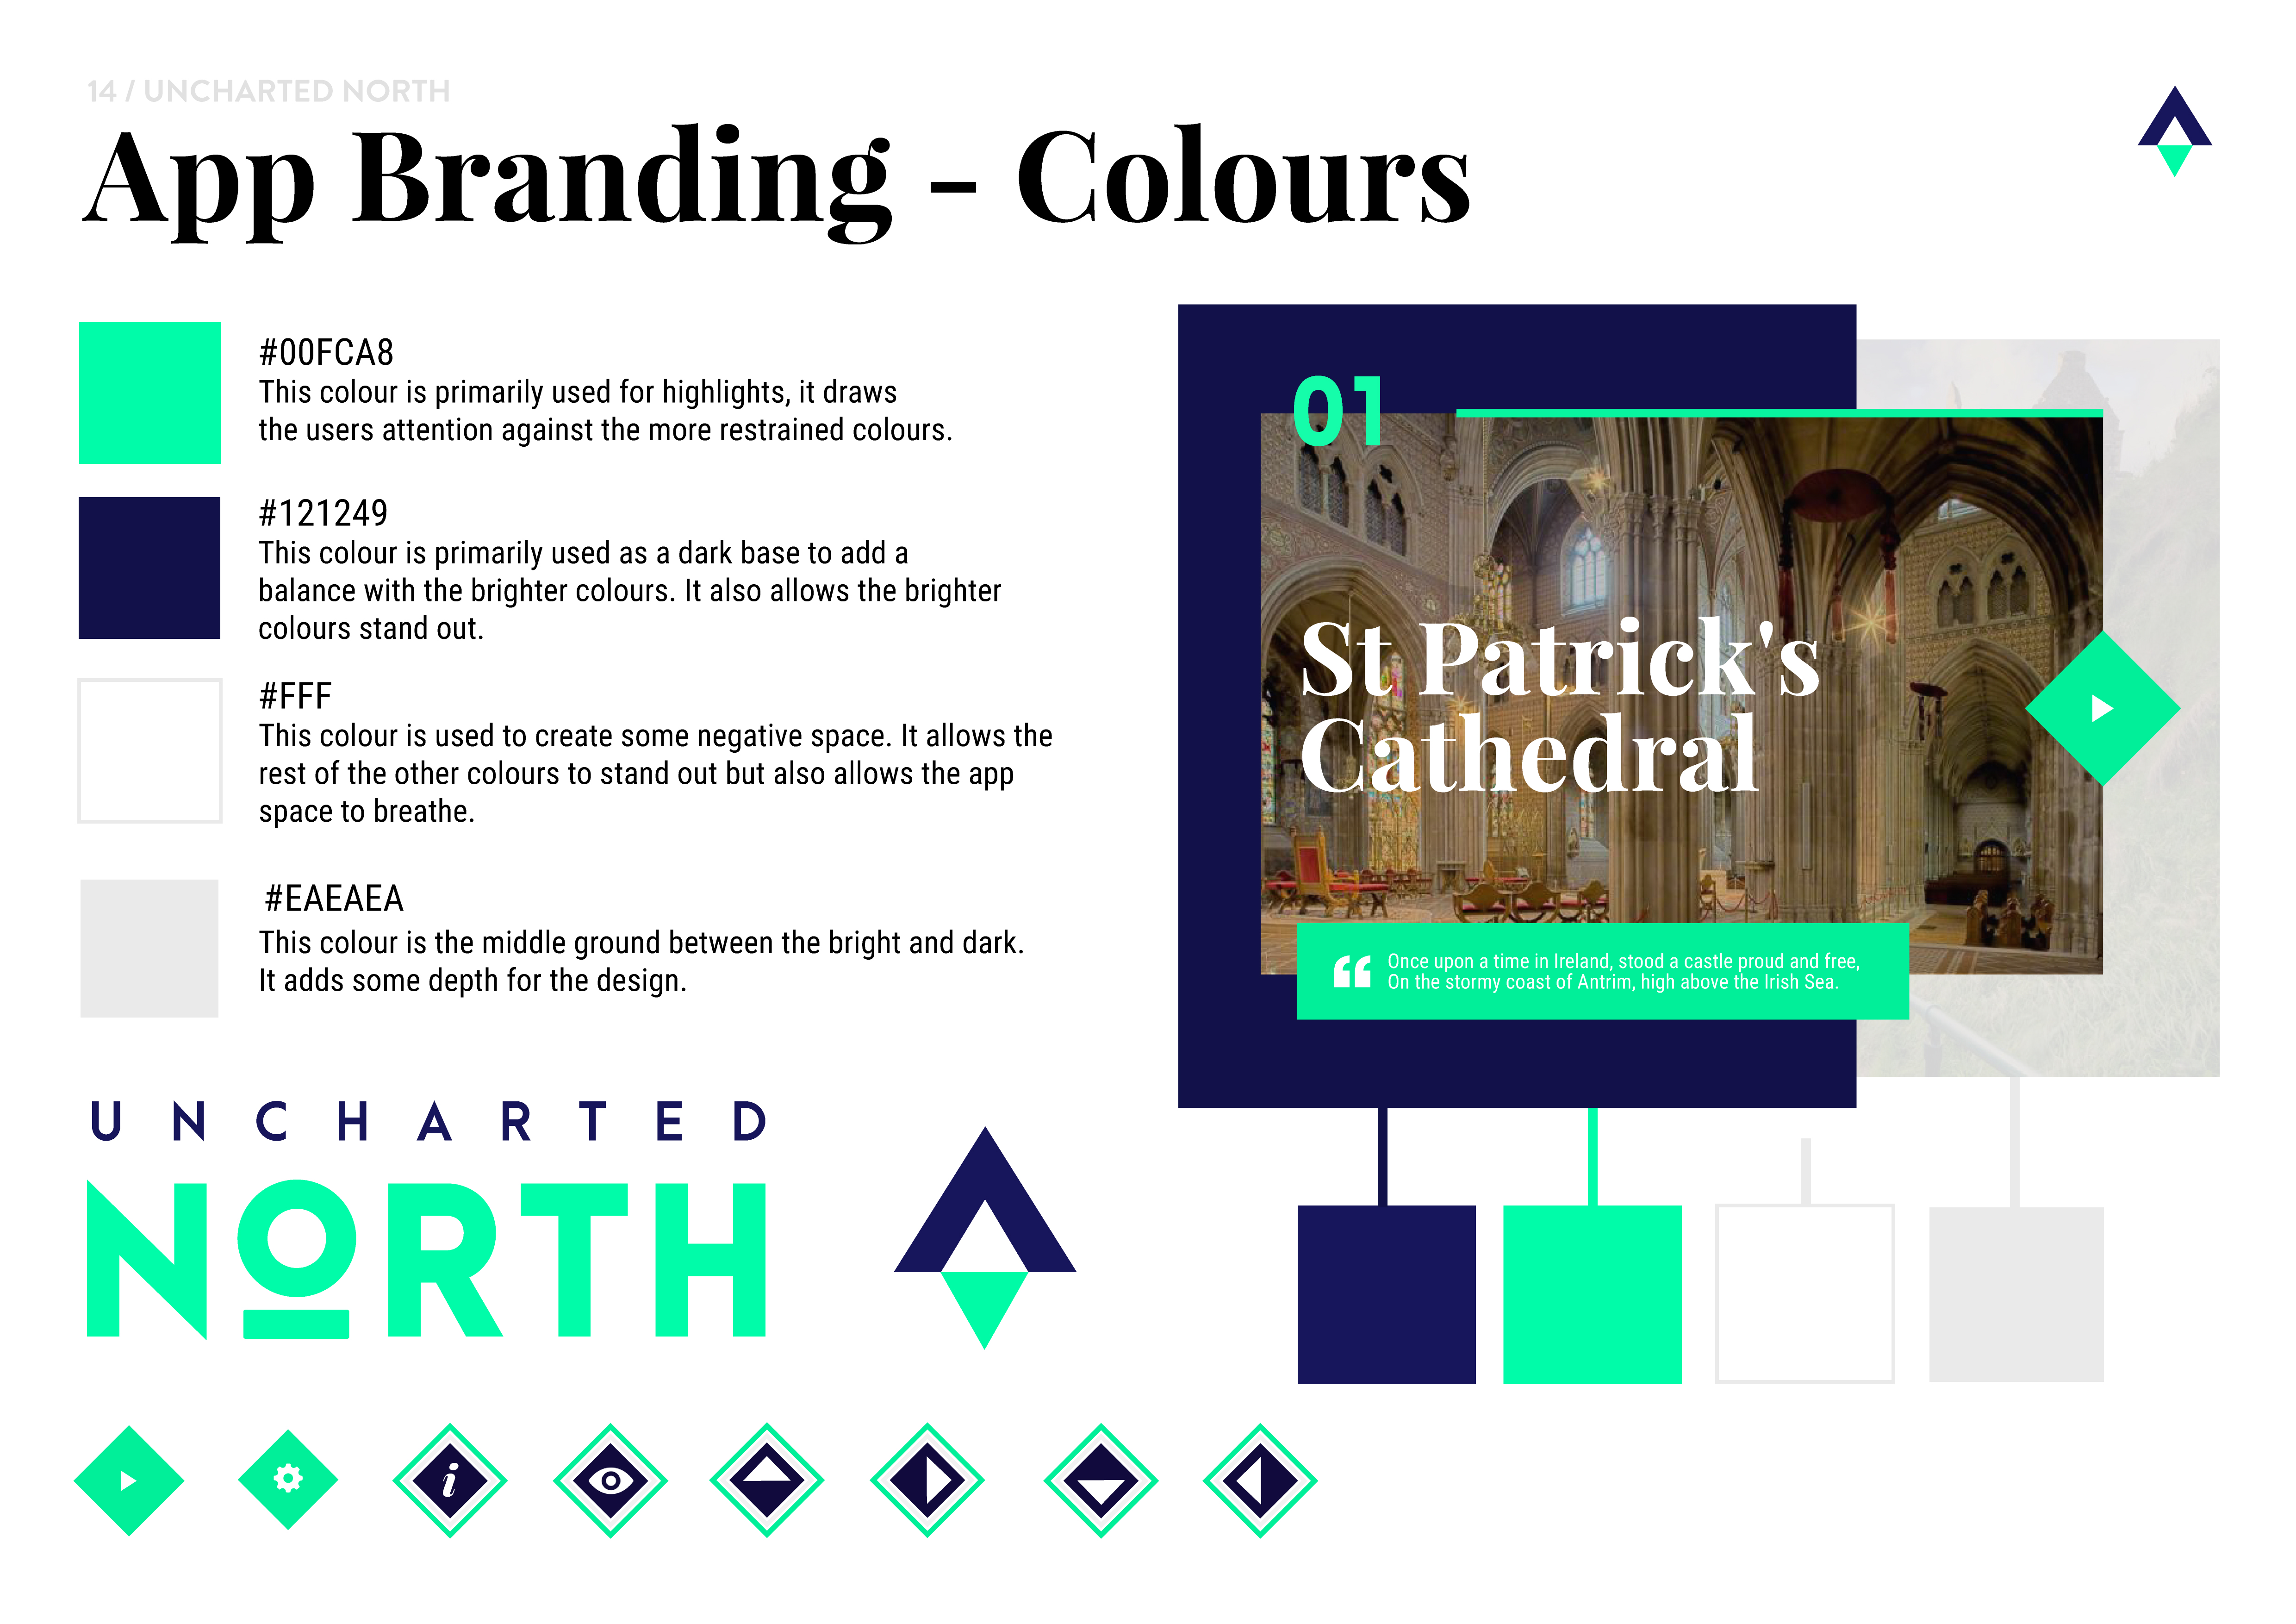 14 / UNCHARTED NORTH
App Branding - Colours
#00FCA8
This colour is primarily used for highlights, it draws
the users attention against the more restrained colours.
#121249
This colour is primarily used as a dark base to add a
balance with the brighter colours. It also allows the brighter
colours stand out.
#FFF
This colour is used to create some negative space. It allows the
rest of the other colours to stand out but also allows the app
space to breathe.
#EAEAEA
This colour is the middle ground between the bright and dark.
It adds some depth for the design.
01
St Patrick's
Cathedral
“ Once upon a time in Ireland, stood a castle proud and free,
On the stormy coast of Antrim, high above the Irish Sea.
UNCHARTED
NORTH
i